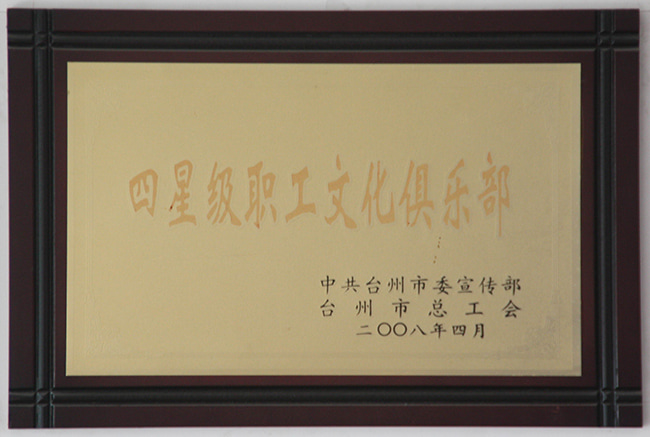 四星级职工文化俱乐部
中共台州市委宣传部
台州市总工会
二〇〇八年四月